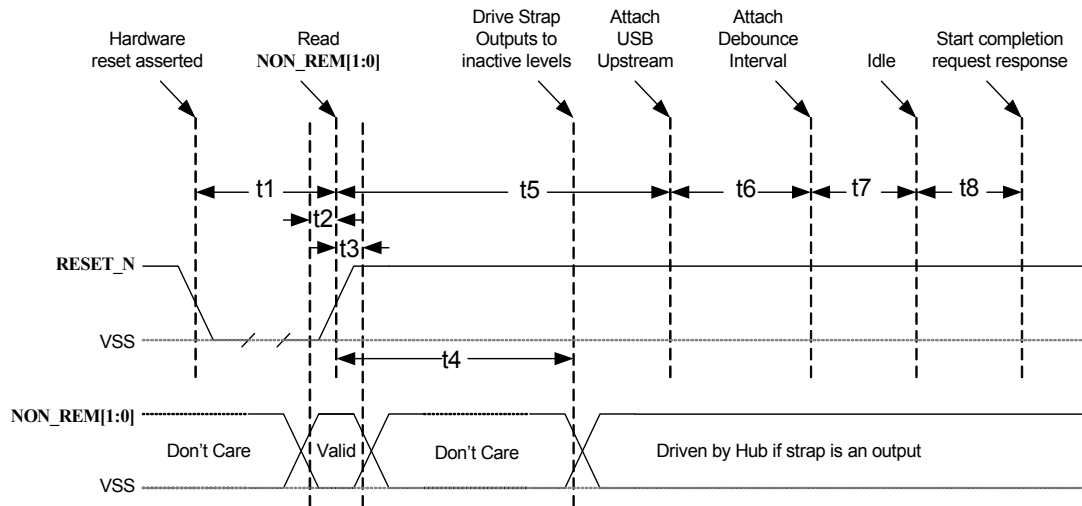 Hardware
reset asserted
Read
NON_REM[1:0]
Drive Strap
Outputs to
inactive levels
Attach
USB
Upstream
Attach
Debounce
Interval
Idle
Start completion
request response
t1
t5
t6
t7
t8
t2
t3
RESET_N
VSS
t4
NON_REM[1:0]
Don't Care
Valid
Don't Care
Driven by Hub if strap is an output
VSS